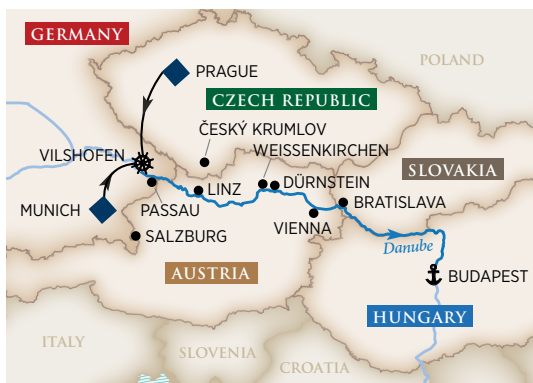 GERMANY
POLAND
PRAGUE
CZECH REPUBLIC
ČESKÝ KRUMLOV
VILSHOFEN
WEISSENKIRCHEN
SLOVAKIA
LINZ
DÜRNSTEIN
MUNICH
PASSAU
BRATISLAVA
SALZBURG
VIENNA
Danube
AUSTRIA
BUDAPEST
HUNGARY
ITALY
SLOVENIA
CROATIA